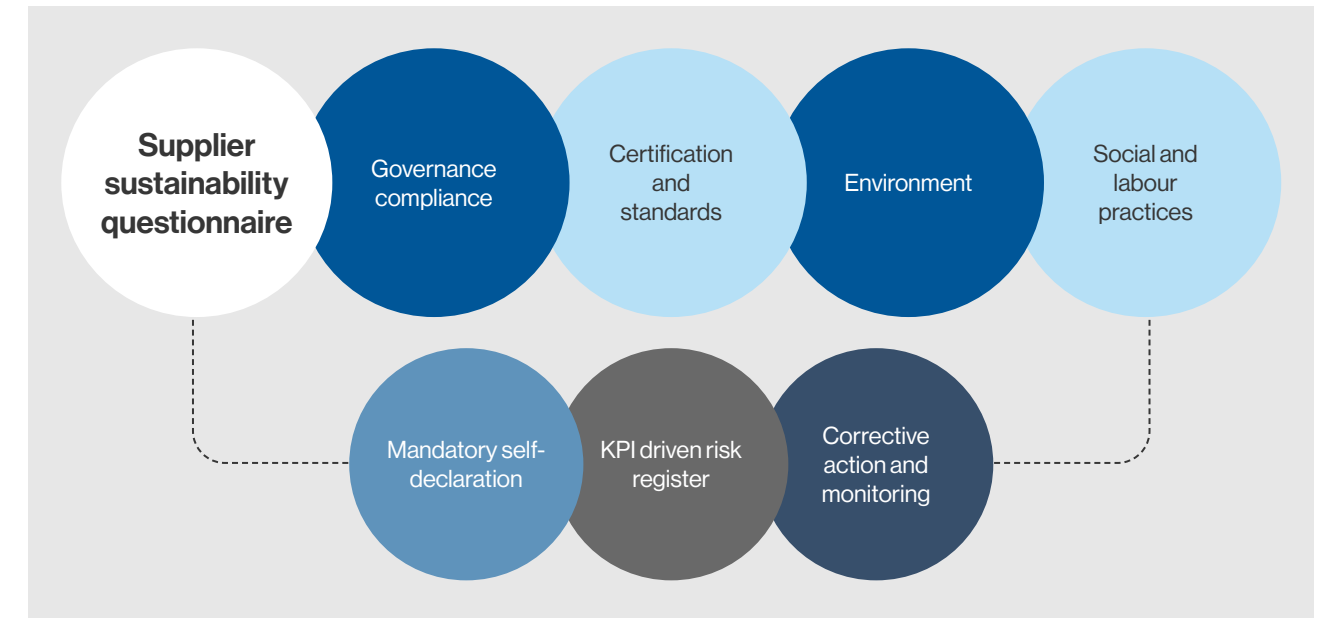 Supplier
sustainability
questionnaire
Governance
compliance
Certification
and
standards
Environment
Social and
labour
practices
Mandatory self-
declaration
KPI driven risk
register
Corrective
action and
monitoring